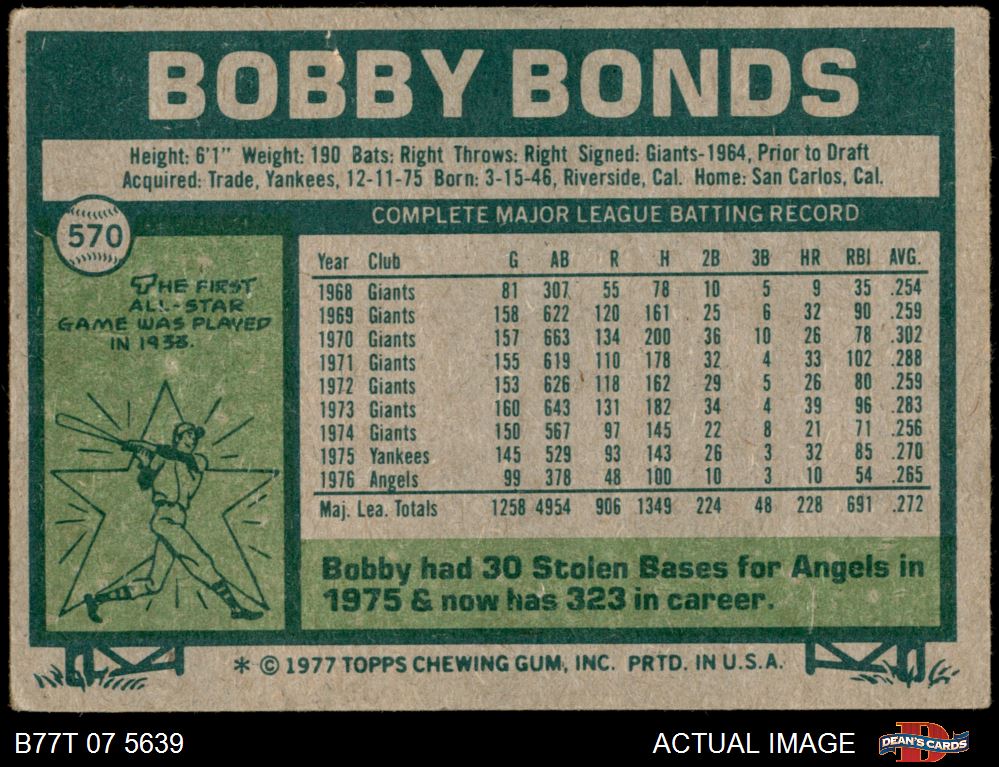 BOBBY BONDS
Height: 6'1" Weight: 190 Bats: Right Throws: Right Signed: Giants-1964, Prior to Draft
Acquired: Trade, Yankees, 12-11-75 Born: 3-15-46, Riverside, Cal. Home: San Carlos, Cal.
570
COMPLETE MAJOR LEAGUE BATTING RECORD
THE FIRST
ALL-STAR
GAME WAS PLAYED
IN 1933.
Year Club G AB R H 2B 3B HR RBI AVG.
1968 Giants 81 307 55 78 10 5 9 35 .254
1969 Giants 158 622 120 161 25 6 32 90 .259
1970 Giants 157 663 134 200 36 10 26 78 .302
1971 Giants 155 619 110 178 32 4 33 102 .288
1972 Giants 153 626 118 162 29 5 26 80 .259
1973 Giants 160 643 131 182 34 4 39 96 .283
1974 Giants 150 567 97 145 22 8 21 71 .256
1975 Yankees 145 529 93 143 26 3 32 85 .270
1976 Angels 99 378 48 100 10 3 10 54 .265
Maj. Lea. Totals 1258 4954 906 1349 224 48 228 691 .272
Bobby had 30 Stolen Bases for Angels in
1975 & now has 323 in career.
* © 1977 TOPPS CHEWING GUM, INC. PRTD. IN U.S.A.
B77T 07 5639
ACTUAL IMAGE
DEAN'S CARDS